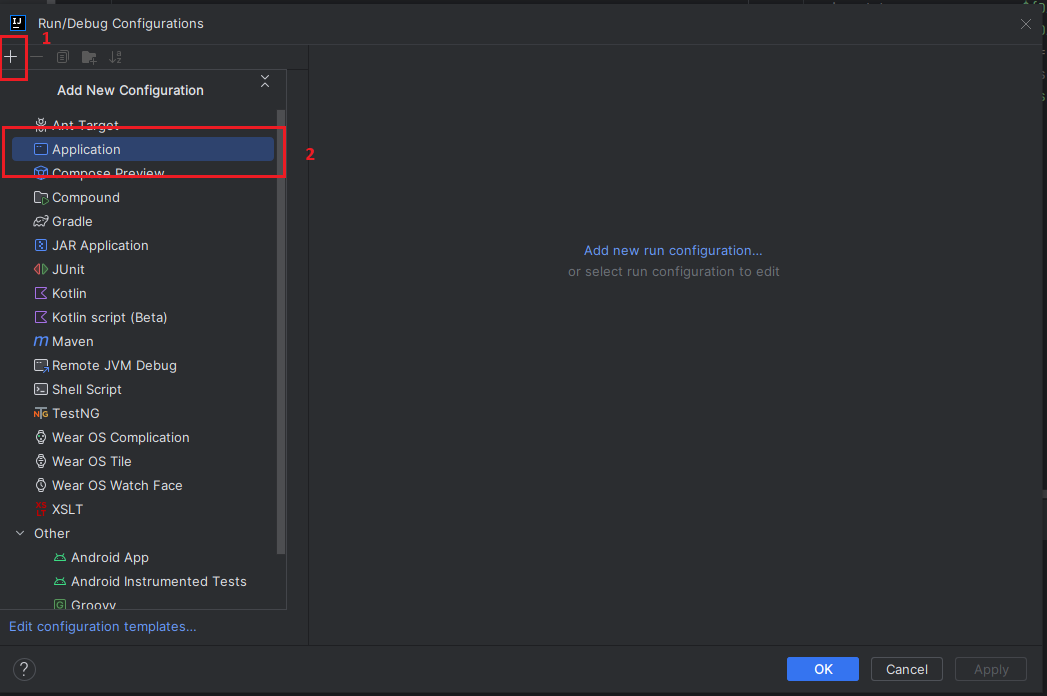 IJ
Run/Debug Configurations
1
Add New Configuration
Ant Target
Application
2
Compose Preview
Compound
Gradle
JAR Application
JUnit
Kotlin
Kotlin script (Beta)
Maven
Remote JVM Debug
Shell Script
TestNG
Wear OS Complication
Wear OS Tile
Wear OS Watch Face
XSLT
Other
Android App
Android Instrumented Tests
Groovy
Edit configuration templates...
Add new run configuration...
or select run configuration to edit
?
OK
Cancel
Apply